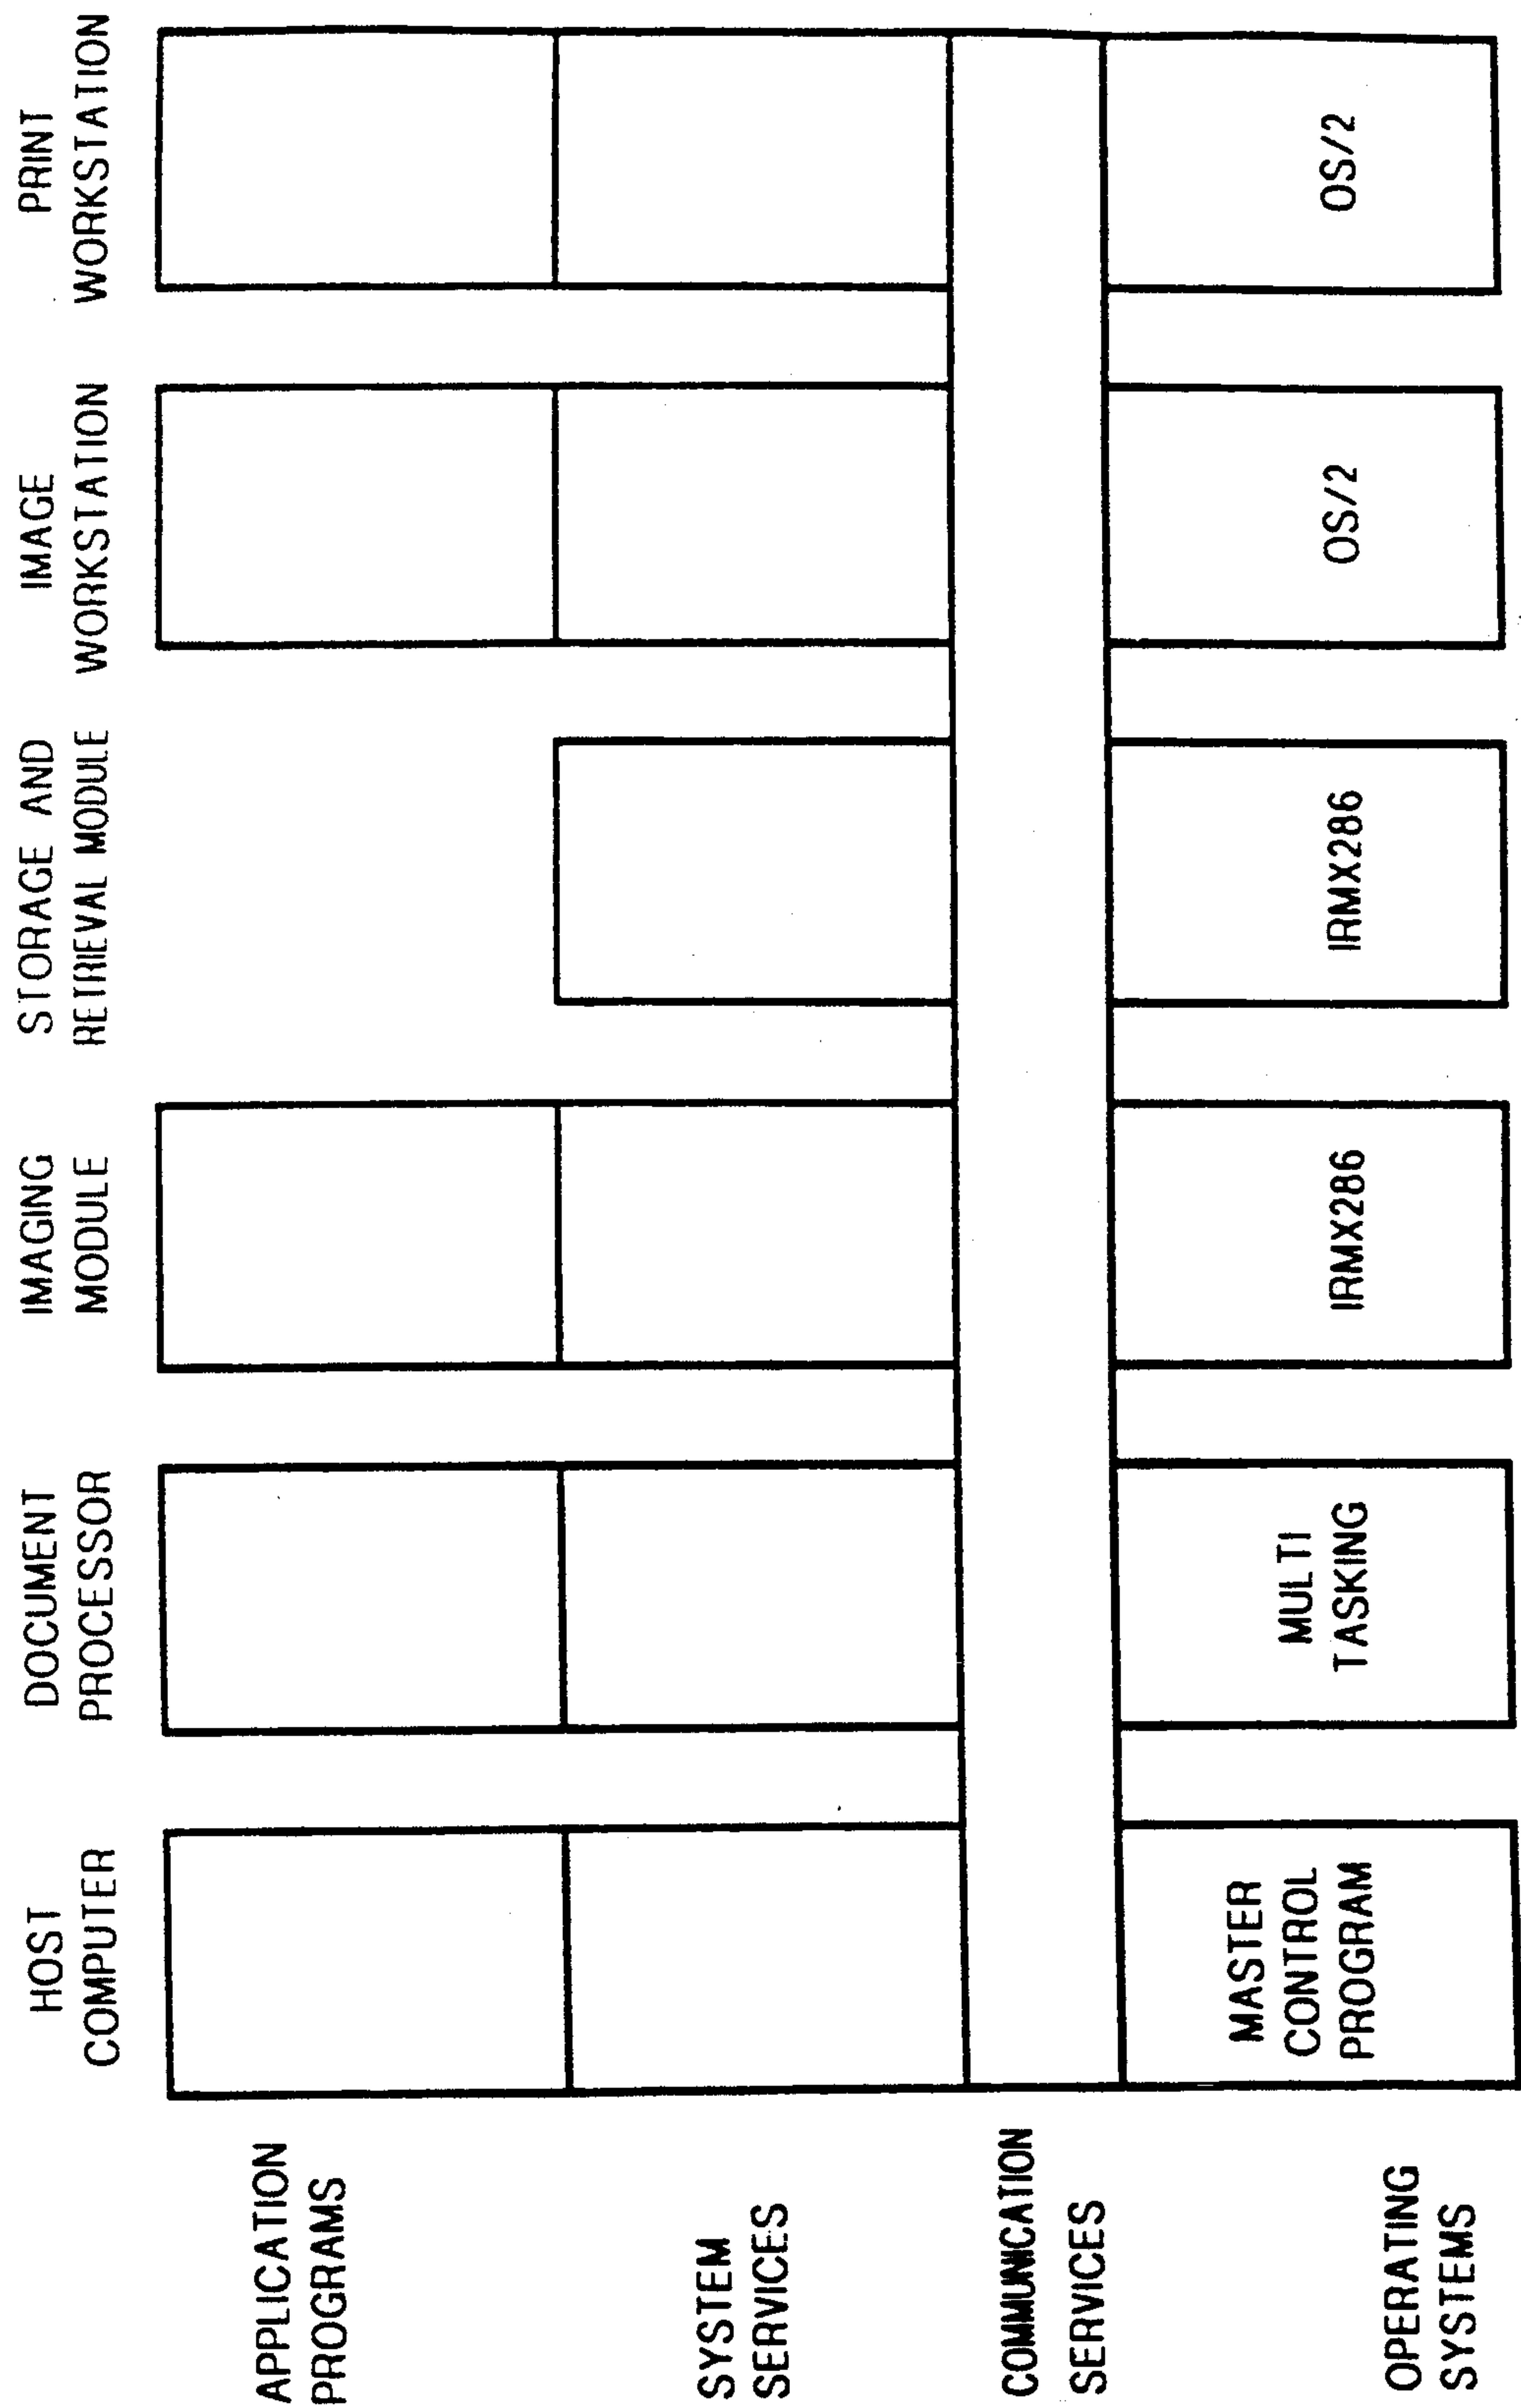 HOST
COMPUTER
DOCUMENT
PROCESSOR
IMAGING
MODULE
STORAGE AND
RETRIEVAL MODULE
IMAGE
WORKSTATION
PRINT
WORKSTATION
APPLICATION
PROGRAMS
SYSTEM
SERVICES
COMMUNICATION
SERVICES
OPERATING
SYSTEMS
MASTER
CONTROL
PROGRAM
MULTI
TASKING
IRMX286
IRMX286
OS/2
OS/2